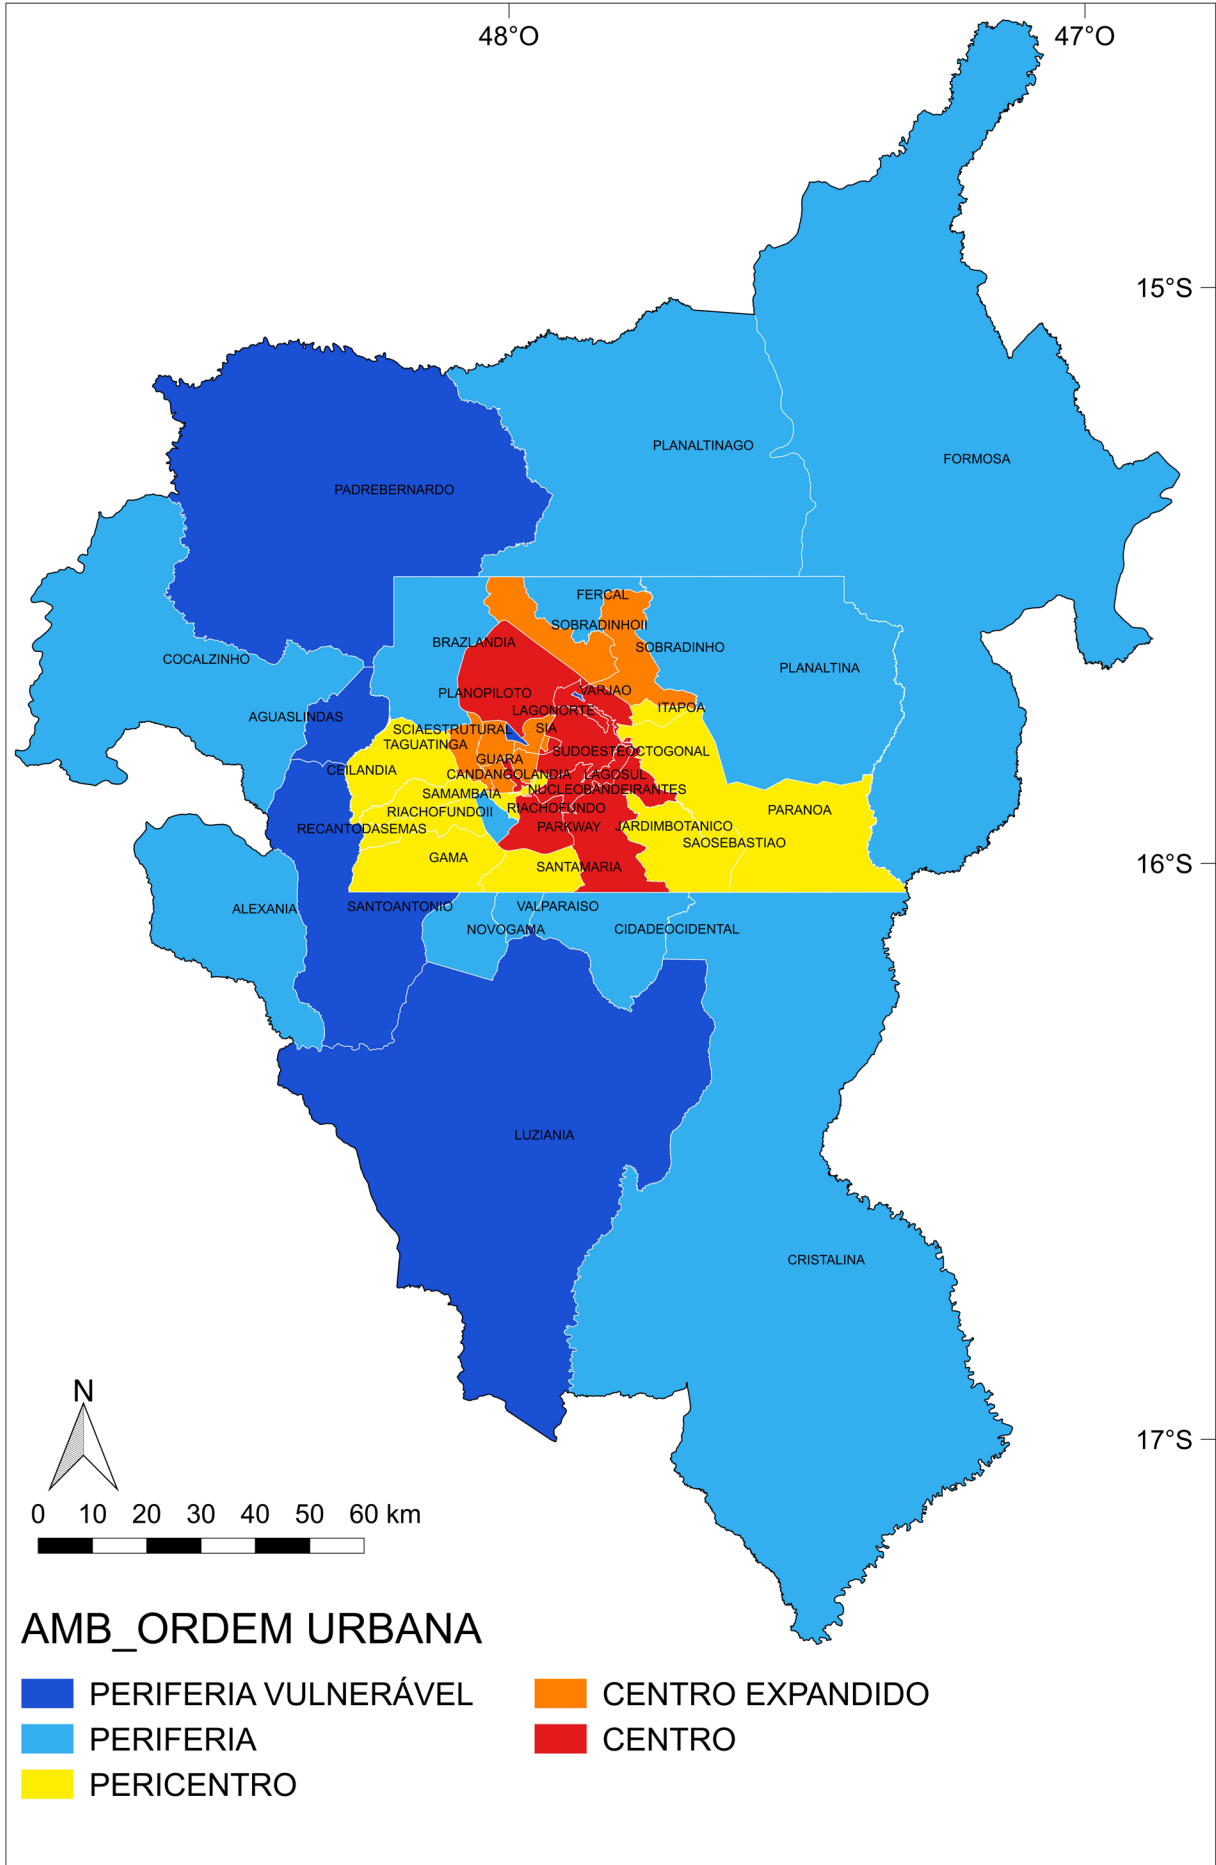 48°O
47°O
15°S
PLANALTINAGO
FORMOSA
PADREBERNARDO
FERCAL
SOBRADINHOII
BRAZLANDIA
SOBRADINHO
COCALZINHO
PLANALTINA
PLANOPILOTO
VARJAO
LAGONORTE
ITAPOA
AGUASLINDAS
SCIAESTRUTURAL
SIA
TAGUATINGA
SUDOESTEOCTOGONAL
GUARA
CEILANDIA
CANDANGOLANDIA
LAGOSUL
NUCLEOBANDEIRANTES
SAMAMBAIA
RIACHOFUNDO
RIACHOFUNDOII
PARANOA
RECANTODASEMAS
PARKWAY
JARDIMBOTANICO
SAOSEBASTIAO
GAMA
16°S
SANTAMARIA
ALEXANIA
SANTOANTONIO
VALPARAISO
NOVOGAMA
CIDADEOCIDENTAL
LUZIANIA
CRISTALINA
N
17°S
0 10 20 30 40 50 60 km
AMB_ORDEM URBANA
PERIFERIA VULNERÁVEL
PERIFERIA
PERICENTRO
CENTRO EXPANDIDO
CENTRO